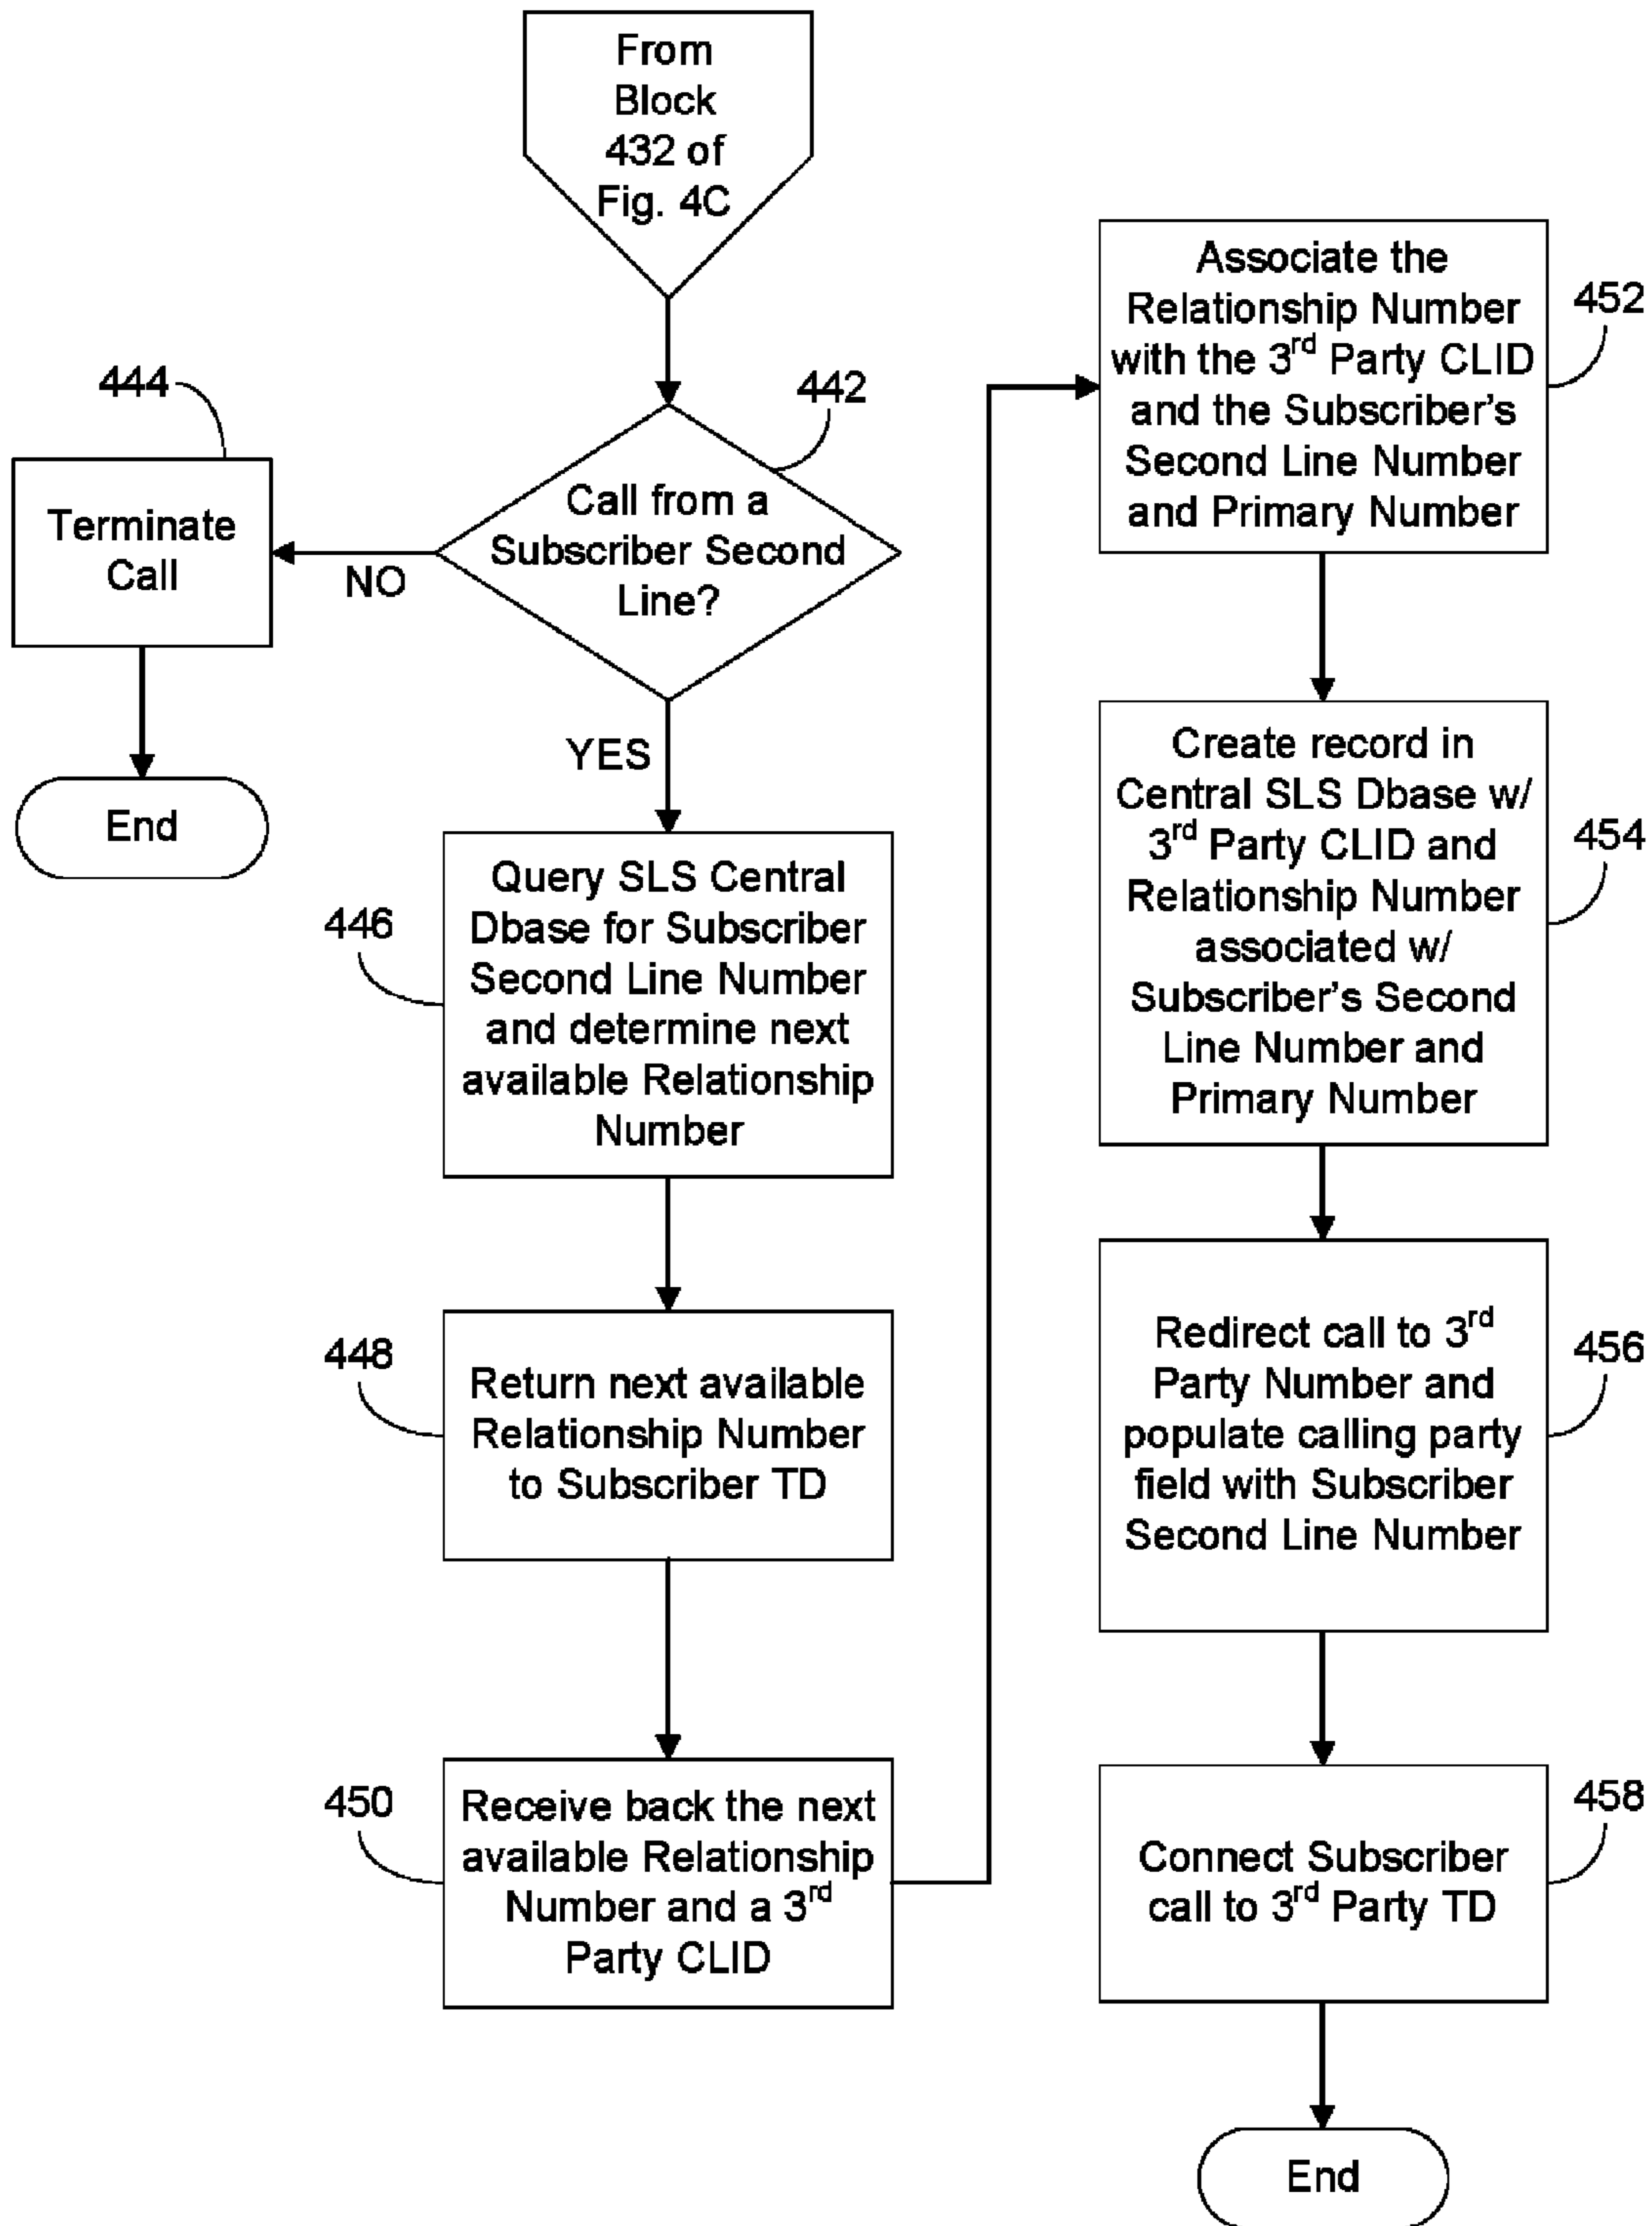 From
Block
432 of
Fig. 4C
442
Call from a
Subscriber Second
Line?
NO
444
Terminate
Call
End
YES
446
Query SLS Central
Dbase for Subscriber
Second Line Number
and determine next
available Relationship
Number
448
Return next available
Relationship Number
to Subscriber TD
450
Receive back the next
available Relationship
Number and a 3rd
Party CLID
452
Associate the
Relationship Number
with the 3rd Party CLID
and the Subscriber's
Second Line Number
and Primary Number
454
Create record in
Central SLS Dbase w/
3rd Party CLID and
Relationship Number
associated w/
Subscriber's Second
Line Number and
Primary Number
456
Redirect call to 3rd
Party Number and
populate calling party
field with Subscriber
Second Line Number
458
Connect Subscriber
call to 3rd Party TD
End